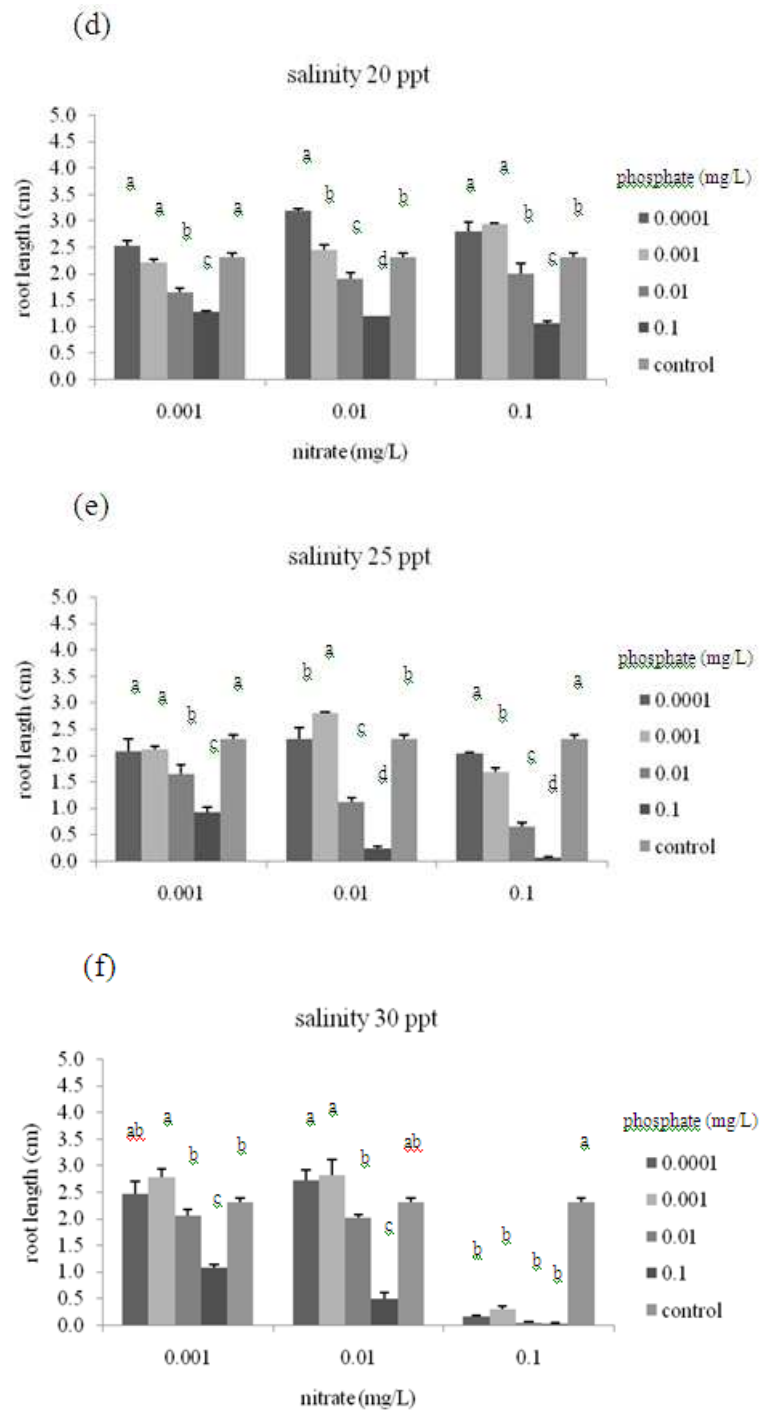 (d)
salinity 20 ppt
5.0
4.5
4.0
3.5
3.0
2.5
2.0
1.5
1.0
0.5
0.0
root length (cm)
a a b c a
a b c d b
a a b c b
0.001 0.01 0.1
nitrate (mg/L)
phosphate (mg/L)
0.0001
0.001
0.01
0.1
control
(e)
salinity 25 ppt
5.0
4.5
4.0
3.5
3.0
2.5
2.0
1.5
1.0
0.5
0.0
root length (cm)
a a b c a
b a c d b
a b c d a
0.001 0.01 0.1
phosphate (mg/L)
0.0001
0.001
0.01
0.1
control
(f)
salinity 30 ppt
5.0
4.5
4.0
3.5
3.0
2.5
2.0
1.5
1.0
0.5
0.0
root length (cm)
ab a b c b
a a b c ab
b b b b a
0.001 0.01 0.1
nitrate (mg/L)
phosphate (mg/L)
0.0001
0.001
0.01
0.1
control